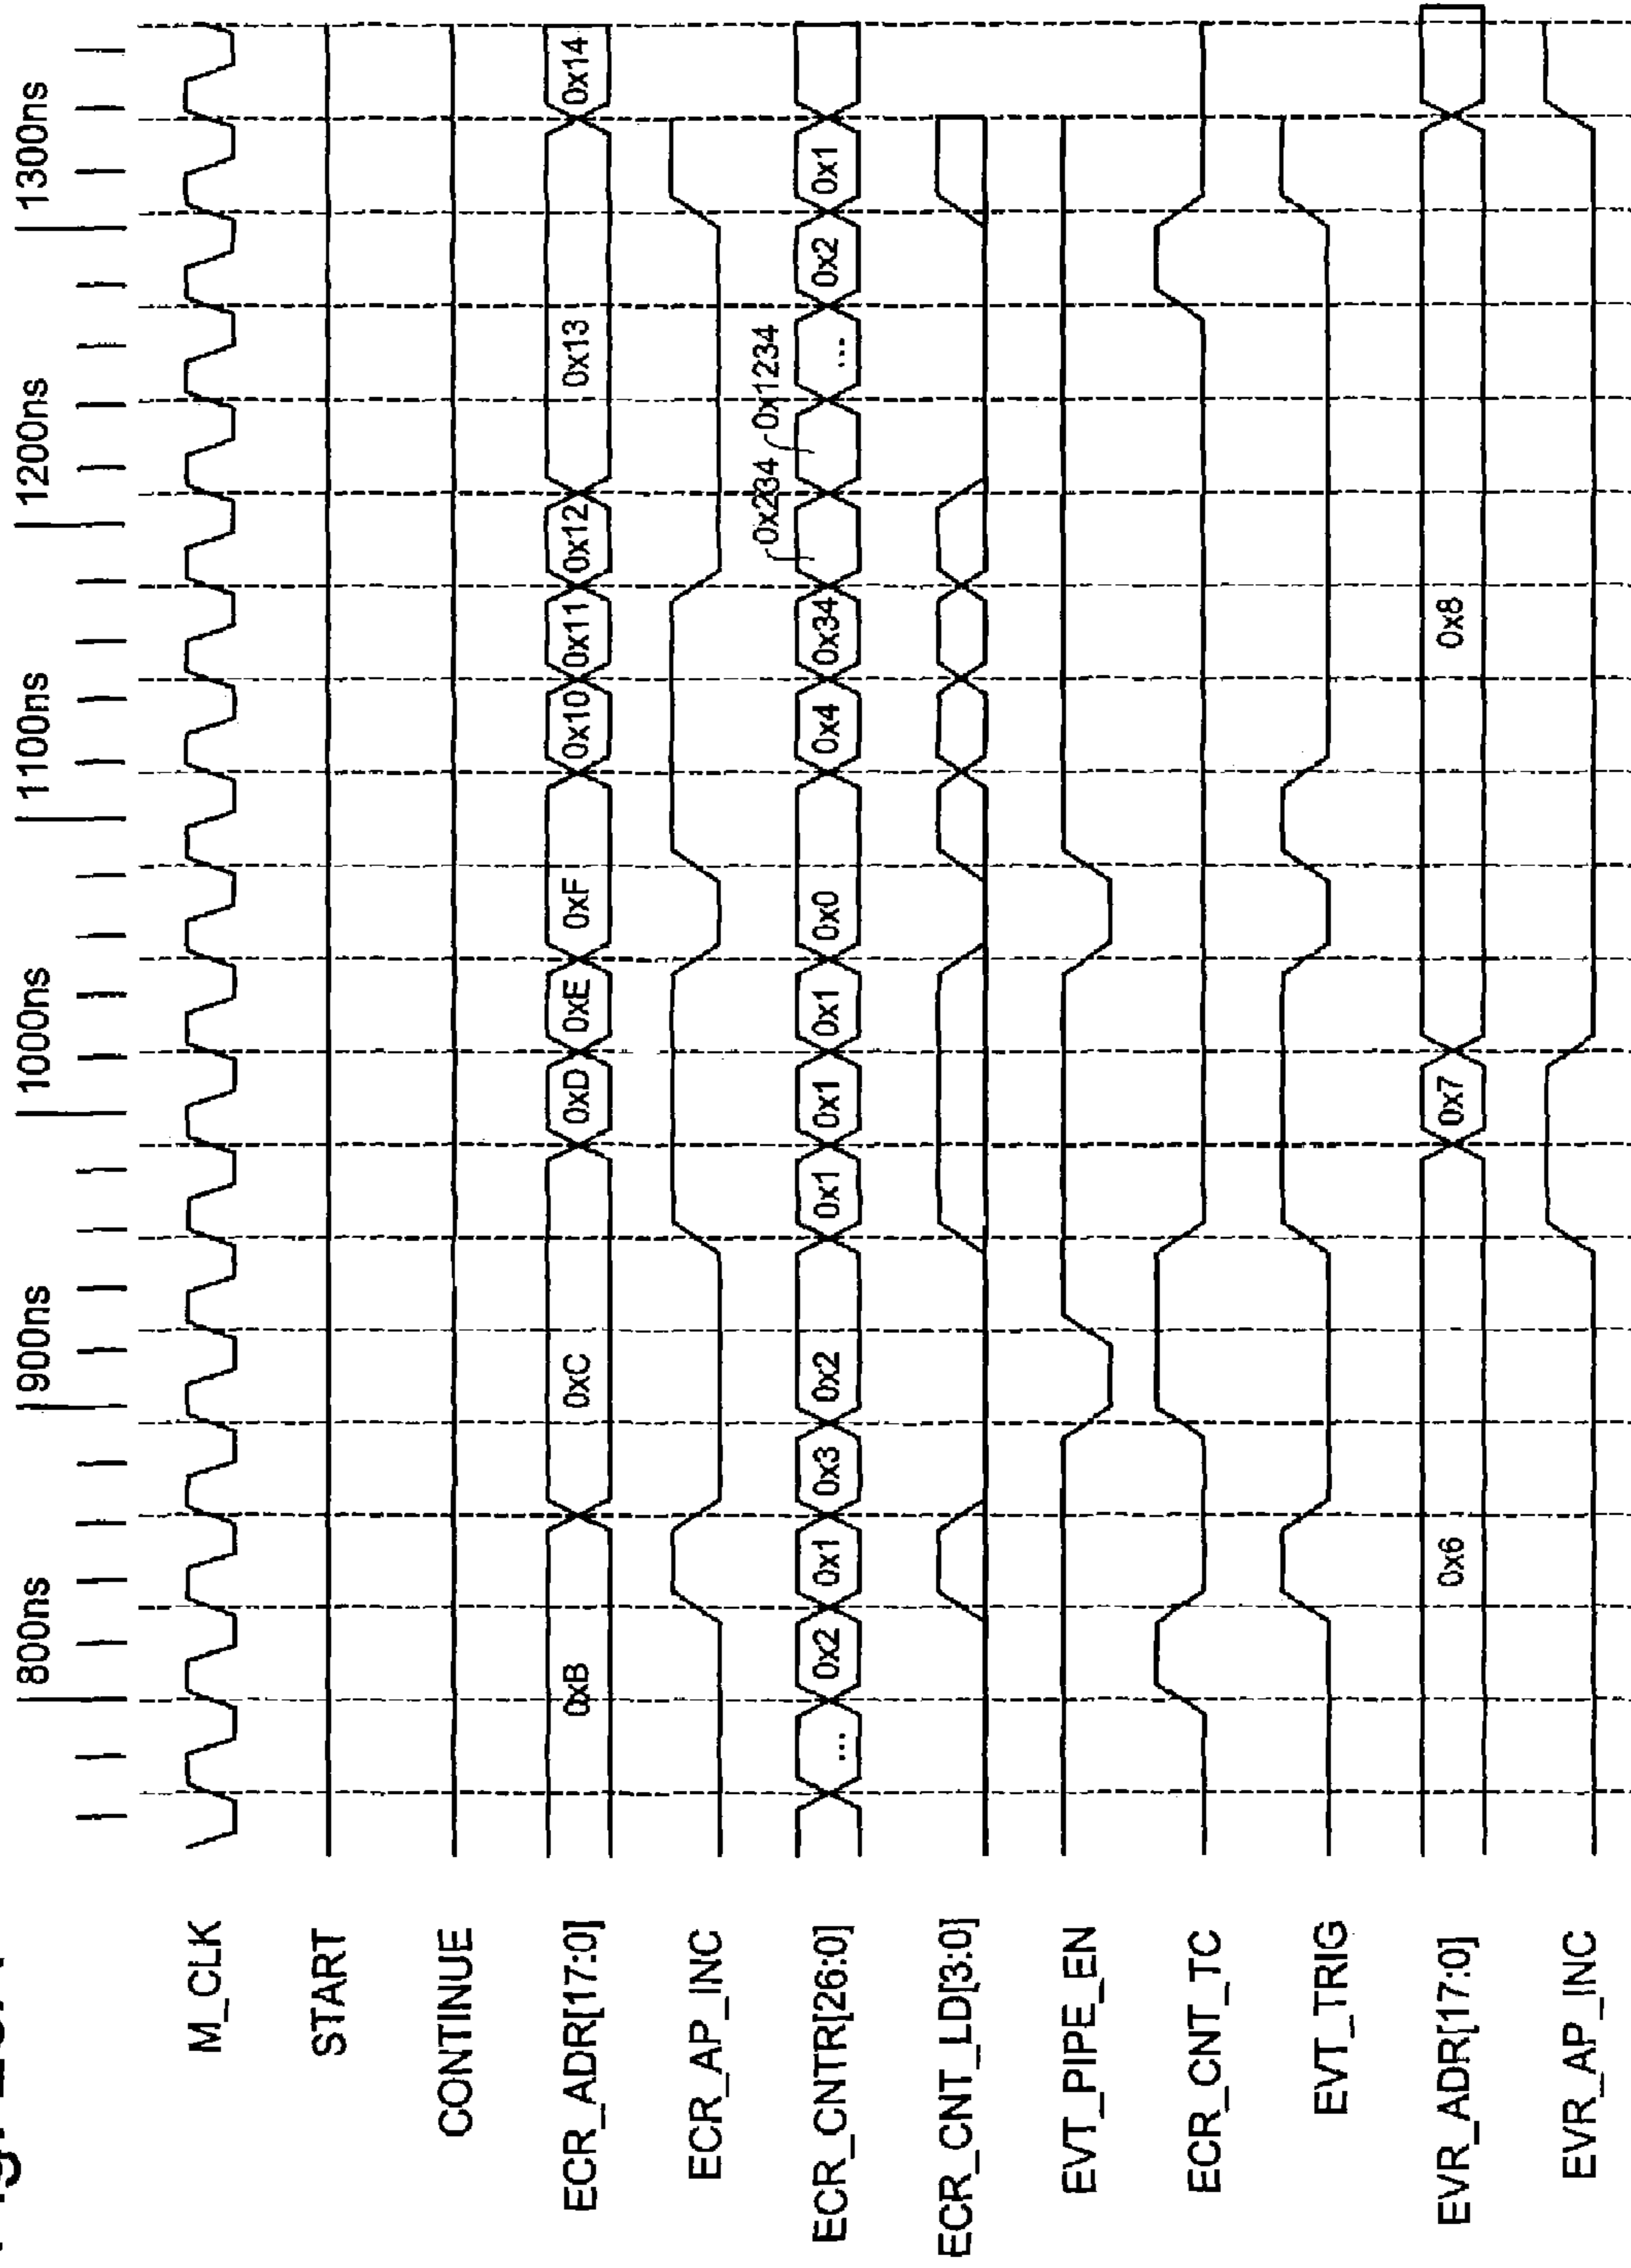 800ns 900ns 1000ns 1100ns 1200ns 1300ns
M_CLK
START
CONTINUE
ECR_ADR[17:0] 0xB 0xC 0xD 0xE 0xF 0x10 0x11 0x12 0x13 0x14
ECR_AP_INC
0x234 0x1234
ECR_CNTR[26:0] ... 0x2 0x1 0x3 0x2 0x1 0x1 0x1 0x0 0x4 0x34 ... 0x2 0x1
ECR_CNT_LD[3:0]
EVT_PIPE_EN
ECR_CNT_TC
EVT_TRIG
EVR_ADR[17:0] 0x6 0x7 0x8
EVR_AP_INC